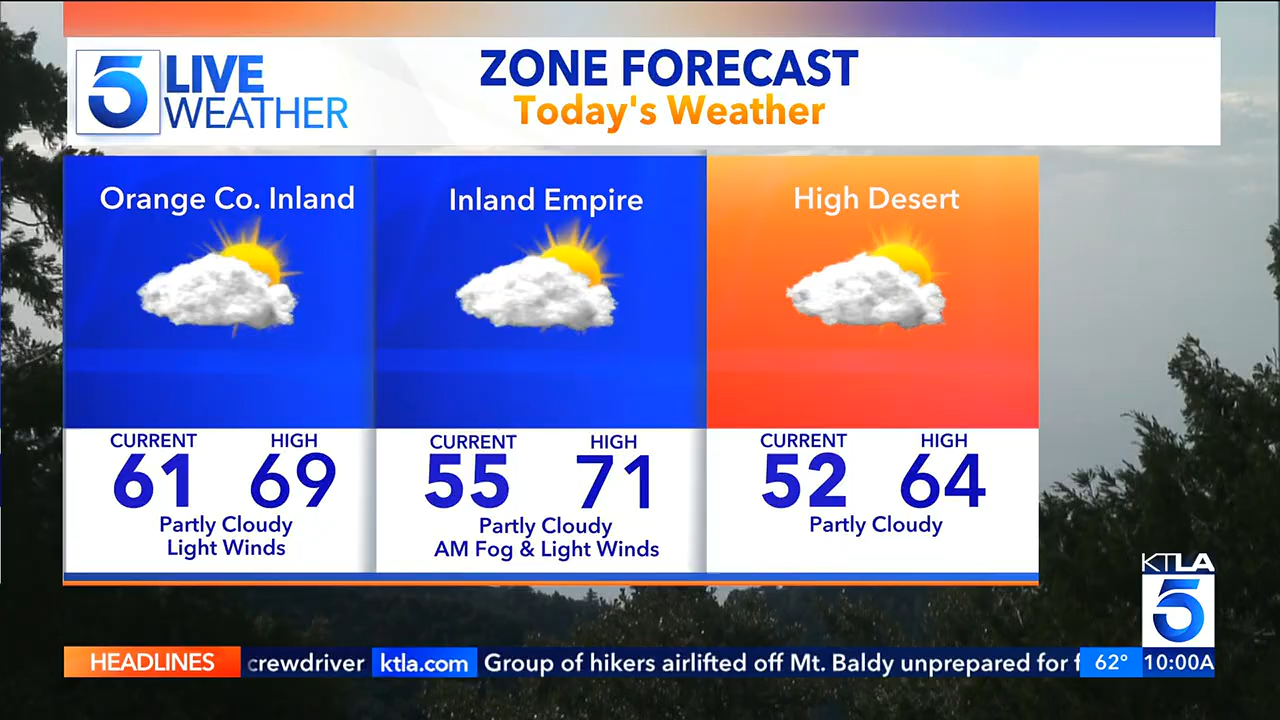 5 LIVE
WEATHER
ZONE FORECAST
Today's Weather
Orange Co. Inland
CURRENT HIGH
61 69
Partly Cloudy
Light Winds
Inland Empire
CURRENT HIGH
55 71
Partly Cloudy
AM Fog & Light Winds
High Desert
CURRENT HIGH
52 64
Partly Cloudy
KTLA
5
HEADLINES crewdriver ktla.com Group of hikers airlifted off Mt. Baldy unprepared for f 62° 10:00A